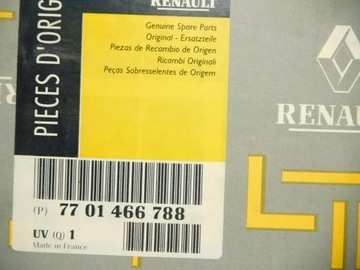 RENAULT
Genuine Spare Parts
Original - Ersatzteile
Piezas de Recambio de Origen
Ricambi Originali
Peças Sobresselentes de Origem
PIECES D'ORIG
RENAU
(P) 77 01 466 788
UV (Q) 1
Made in France